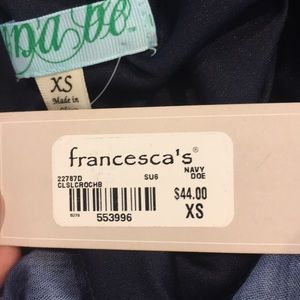 XS
Made in
francesca's®
22787D SU6 NAVY
CLSLCROCHB DOE
$44.00
553996 XS